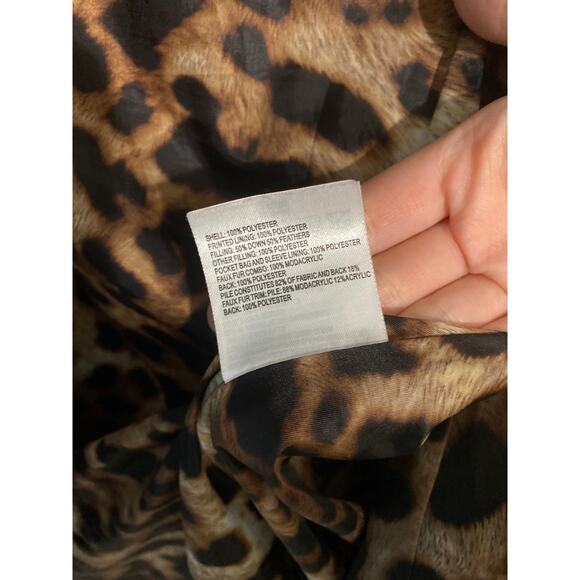 SHELL: 100% POLYESTER
PRINTED LINING: 100% POLYESTER
FILLING: 50% DOWN 50% FEATHERS
OTHER FILLING: 100% POLYESTER
POCKET BAG AND SLEEVE LINING: 100% POLYESTER
FAUX FUR COMBO: 100% MODACRYLIC
BACK: 100% POLYESTER
PILE CONSTITUTES 82% OF FABRIC AND BACK 18%
FAUX FUR TRIM: PILE: 88% MODACRYLIC 12%ACRYLIC
BACK: 100% POLYESTER